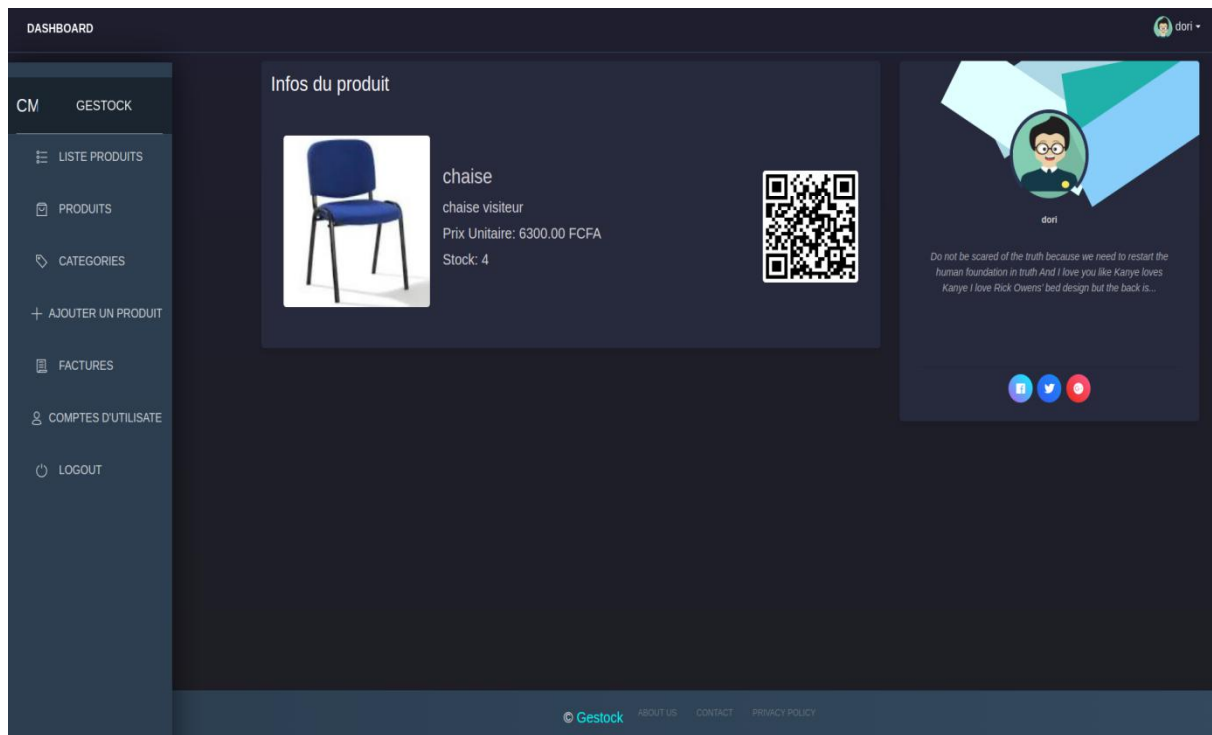 DASHBOARD
dori
CM GESTOCK
LISTE PRODUITS
PRODUITS
CATEGORIES
AJOUTER UN PRODUIT
FACTURES
COMPTES D'UTILISATE
LOGOUT
Infos du produit
chaise
chaise visiteur
Prix Unitaire: 6300.00 FCFA
Stock: 4
dori
Do not be scared of the truth because we need to restart the
human foundation in truth And I love you like Kanye loves
Kanye I love Rick Owens' bed design but the back is...
© Gestock ABOUT US CONTACT PRIVACY POLICY